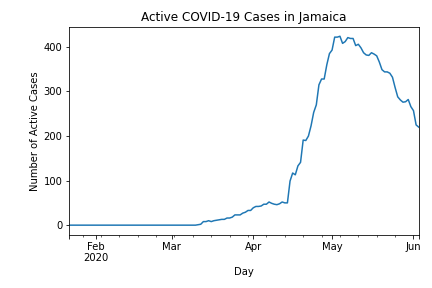 Active COVID-19 Cases in Jamaica
Number of Active Cases
400
300
200
100
0
Feb
2020
Mar
Apr
May
Jun
Day